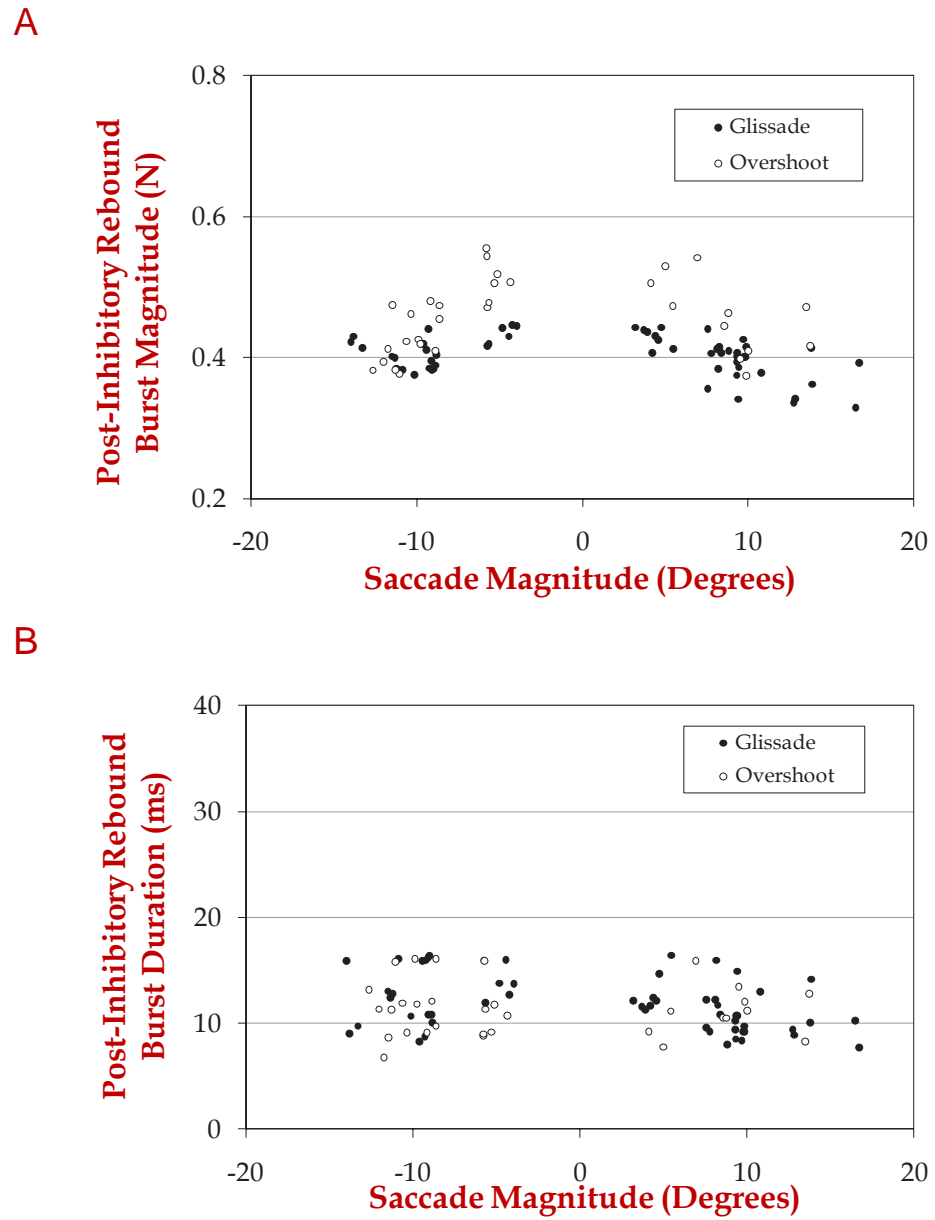 A
Post-Inhibitory Rebound
Burst Magnitude (N)
0.8
0.6
0.4
0.2
Glissade
Overshoot
-20
-10
0
10
20
Saccade Magnitude (Degrees)
B
Post-Inhibitory Rebound
Burst Duration (ms)
40
30
20
10
0
Glissade
Overshoot
-20
-10
0
10
20
Saccade Magnitude (Degrees)